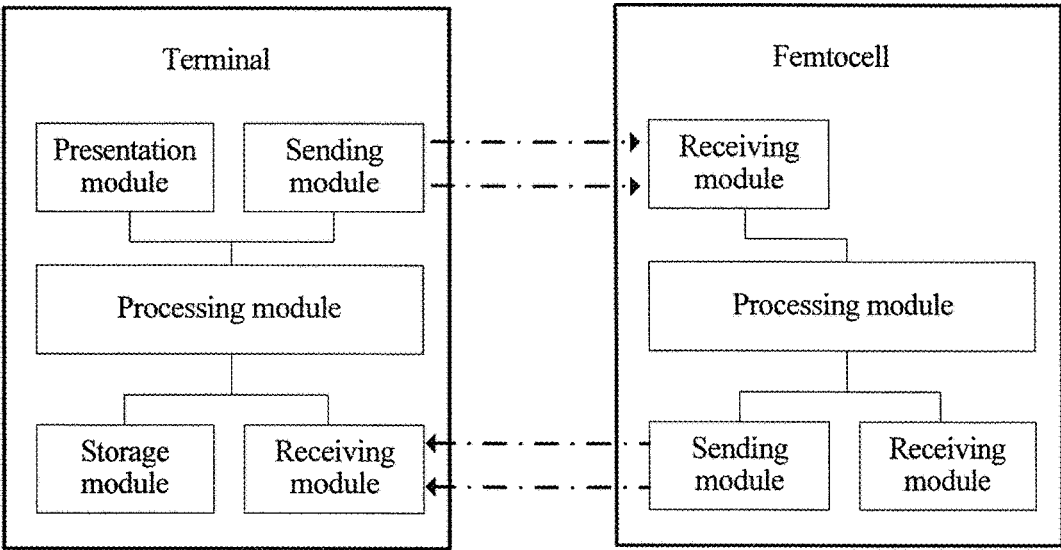 Terminal
Presentation
module
Sending
module
Processing module
Storage
module
Receiving
module
Femtocell
Receiving
module
Processing module
Sending
module
Receiving
module